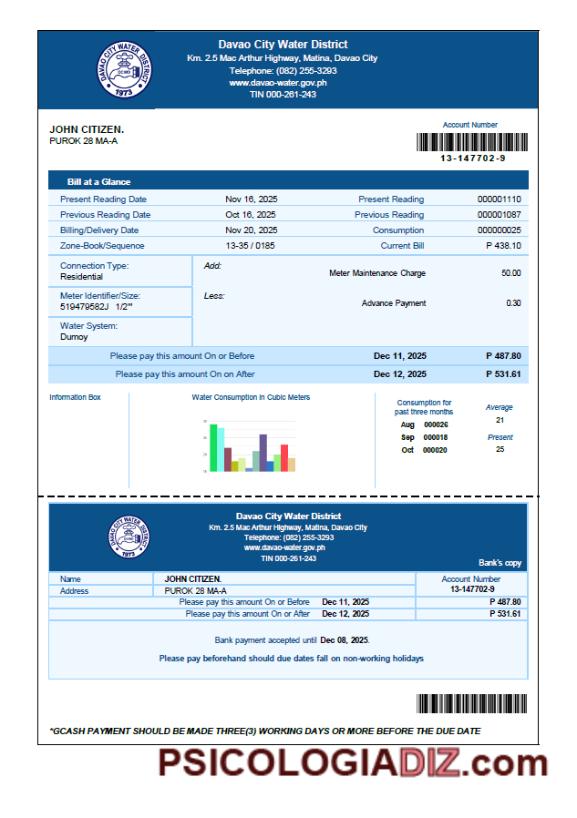 Davao City Water District
Km. 2.5 Mac Arthur Highway, Matina, Davao City
Telephone: (082) 255-3293
www.davao-water.gov.ph
TIN 000-261-243
DAVAO CITY WATER DISTRICT
DCWD
1973
JOHN CITIZEN.
PUROK 28 MA-A
Account Number
13-147702-9
Bill at a Glance
Present Reading Date Nov 16, 2025 Present Reading 000001110
Previous Reading Date Oct 16, 2025 Previous Reading 000001087
Billing/Delivery Date Nov 20, 2025 Consumption 000000025
Zone-Book/Sequence 13-35 / 0185 Current Bill P 438.10
Connection Type:
Residential
Add:
Meter Maintenance Charge 50.00
Meter Identifier/Size:
519479582J 1/2""
Less:
Advance Payment 0.30
Water System:
Dumoy
Please pay this amount On or Before Dec 11, 2025 P 487.80
Please pay this amount On on After Dec 12, 2025 P 531.61
Information Box
Water Consumption in Cubic Meters
Consumption for
past three months
Aug 000026
Sep 000018
Oct 000020
Average
21
Present
25
Davao City Water District
Km. 2.5 Mac Arthur Highway, Matina, Davao City
Telephone: (082) 255-3293
www.davao-water.gov.ph
TIN 000-261-243
DAVAO CITY WATER DISTRICT
1973
Bank's copy
Name JOHN CITIZEN.
Address PUROK 28 MA-A
Account Number
13-147702-9
Please pay this amount On or Before Dec 11, 2025 P 487.80
Please pay this amount On or After Dec 12, 2025 P 531.61
Bank payment accepted until Dec 08, 2025.
Please pay beforehand should due dates fall on non-working holidays
*GCASH PAYMENT SHOULD BE MADE THREE(3) WORKING DAYS OR MORE BEFORE THE DUE DATE
PSICOLOGIADIZ.com